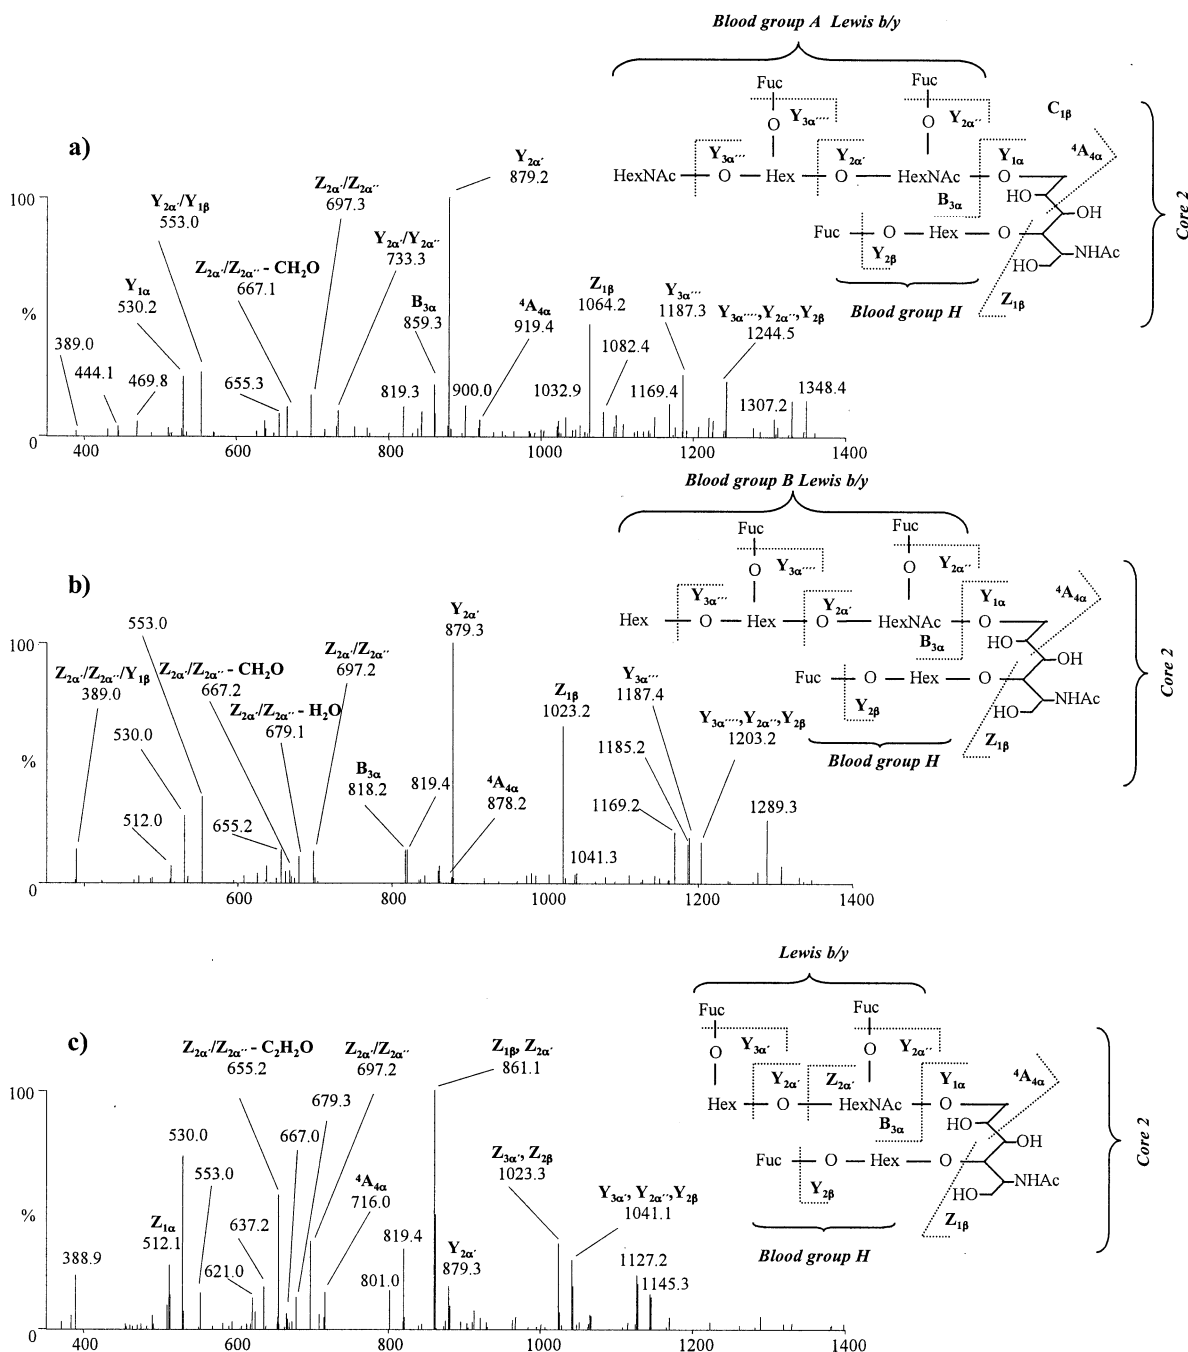 Blood group A Lewis b/y
Fuc Fuc
O Y3α''''' O Y2α''
C1β
a)
Y3α'''' Y2α' Y1α ⁴A4α
HexNAc O Hex O HexNAc O
HO
B3α
OH
Fuc O Hex O
Y2β
NHAc
HO
Z1β
Blood group H
Core 2
Y2α'
879.2
Z2α'/Z2α''
697.3
Y2α'/Y1β
553.0
Y2α'/Y2α''
733.3
Z2α'/Z2α'' - CH2O
667.1
Y1α
530.2
B3α
859.3
⁴A4α
919.4
Z1β
1064.2
Y3α''''
1187.3
Y3α''''', Y2α'', Y2β
1244.5
100
%
0
389.0
444.1
469.8
655.3
819.3
900.0
1032.9
1082.4
1169.4
1307.2
1348.4
400 600 800 1000 1200 1400
Blood group B Lewis b/y
Fuc Fuc
O Y3α''''' O Y2α''
b)
Y3α'''' Y2α' Y1α ⁴A4α
Hex O Hex O HexNAc O
HO
B3α
OH
Fuc O Hex O
Y2β
NHAc
HO
Z1β
Blood group H
Core 2
553.0
Y2α'
879.3
Z2α'/Z2α''/Y1β
389.0
Z2α'/Z2α'' - CH2O
667.2
Z2α'/Z2α''
697.2
Z2α'/Z2α'' - H2O
679.1
530.0
512.0
655.2
B3α
818.2
819.4
⁴A4α
878.2
Z1β
1023.2
1041.3
Y3α''''
1187.4
1185.2
1169.2
Y3α''''', Y2α'', Y2β
1203.2
1289.3
100
%
0
600 800 1000 1200 1400
Lewis b/y
Fuc Fuc
O Y3α' O Y2α''
c)
Y2α' Z2α' Y1α ⁴A4α
Hex O HexNAc O
HO
B3α
OH
Fuc O Hex O
Y2β
NHAc
HO
Z1β
Blood group H
Core 2
Z2α'/Z2α'' - C2H2O
655.2
Z2α'/Z2α''
697.2
Z1β, Z2α'
861.1
679.3
667.0
530.0
553.0
⁴A4α
716.0
Z1α
512.1
637.2
621.0
388.9
819.4
801.0
Y2α'
879.3
Z3α', Z2β
1023.3
Y3α', Y2α'', Y2β
1041.1
1127.2
1145.3
100
%
350
400 600 800 1000 1200 1400